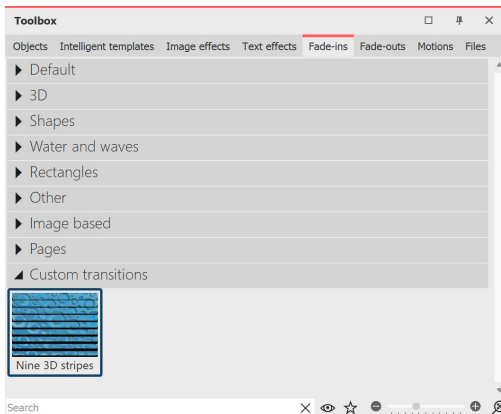 Toolbox
Objects Intelligent templates Image effects Text effects Fade-ins Fade-outs Motions Files
Default
3D
Shapes
Water and waves
Rectangles
Other
Image based
Pages
Custom transitions
Nine 3D stripes
Search